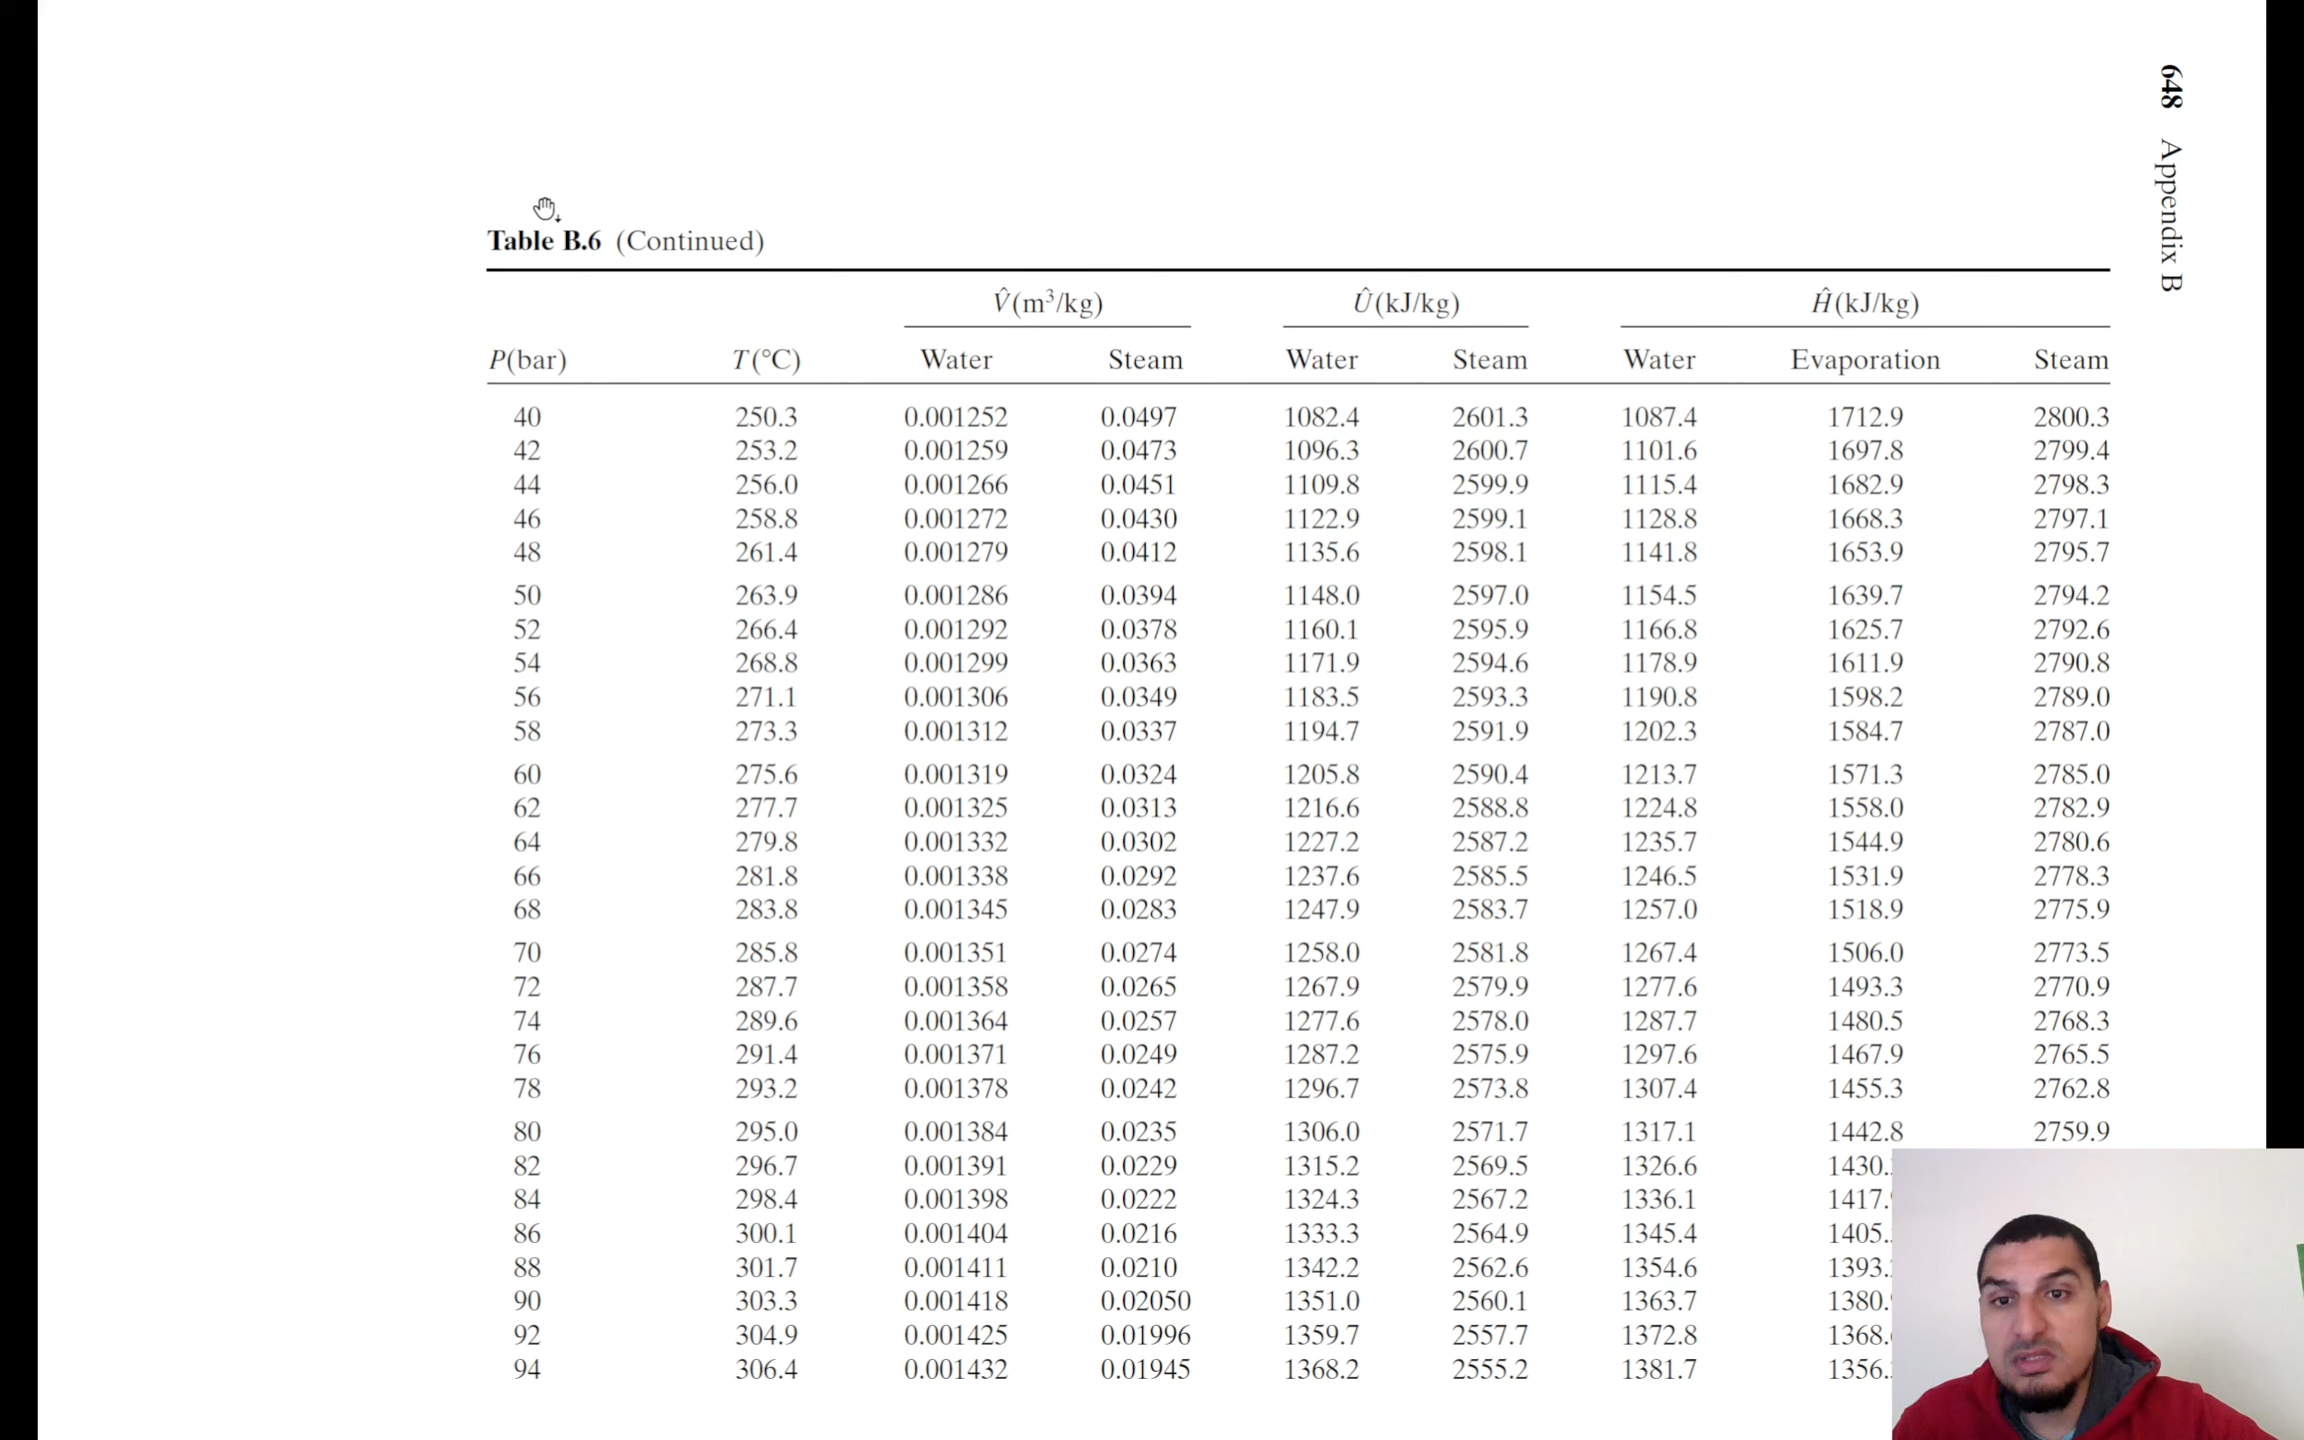 648 Appendix B
Table B.6 (Continued)
V̂(m³/kg) Û(kJ/kg) Ĥ(kJ/kg)
P(bar) T(°C) Water Steam Water Steam Water Evaporation Steam
40 250.3 0.001252 0.0497 1082.4 2601.3 1087.4 1712.9 2800.3
42 253.2 0.001259 0.0473 1096.3 2600.7 1101.6 1697.8 2799.4
44 256.0 0.001266 0.0451 1109.8 2599.9 1115.4 1682.9 2798.3
46 258.8 0.001272 0.0430 1122.9 2599.1 1128.8 1668.3 2797.1
48 261.4 0.001279 0.0412 1135.6 2598.1 1141.8 1653.9 2795.7
50 263.9 0.001286 0.0394 1148.0 2597.0 1154.5 1639.7 2794.2
52 266.4 0.001292 0.0378 1160.1 2595.9 1166.8 1625.7 2792.6
54 268.8 0.001299 0.0363 1171.9 2594.6 1178.9 1611.9 2790.8
56 271.1 0.001306 0.0349 1183.5 2593.3 1190.8 1598.2 2789.0
58 273.3 0.001312 0.0337 1194.7 2591.9 1202.3 1584.7 2787.0
60 275.6 0.001319 0.0324 1205.8 2590.4 1213.7 1571.3 2785.0
62 277.7 0.001325 0.0313 1216.6 2588.8 1224.8 1558.0 2782.9
64 279.8 0.001332 0.0302 1227.2 2587.2 1235.7 1544.9 2780.6
66 281.8 0.001338 0.0292 1237.6 2585.5 1246.5 1531.9 2778.3
68 283.8 0.001345 0.0283 1247.9 2583.7 1257.0 1518.9 2775.9
70 285.8 0.001351 0.0274 1258.0 2581.8 1267.4 1506.0 2773.5
72 287.7 0.001358 0.0265 1267.9 2579.9 1277.6 1493.3 2770.9
74 289.6 0.001364 0.0257 1277.6 2578.0 1287.7 1480.5 2768.3
76 291.4 0.001371 0.0249 1287.2 2575.9 1297.6 1467.9 2765.5
78 293.2 0.001378 0.0242 1296.7 2573.8 1307.4 1455.3 2762.8
80 295.0 0.001384 0.0235 1306.0 2571.7 1317.1 1442.8 2759.9
82 296.7 0.001391 0.0229 1315.2 2569.5 1326.6 1430.
84 298.4 0.001398 0.0222 1324.3 2567.2 1336.1 1417.
86 300.1 0.001404 0.0216 1333.3 2564.9 1345.4 1405.
88 301.7 0.001411 0.0210 1342.2 2562.6 1354.6 1393.
90 303.3 0.001418 0.02050 1351.0 2560.1 1363.7 1380.
92 304.9 0.001425 0.01996 1359.7 2557.7 1372.8 1368.
94 306.4 0.001432 0.01945 1368.2 2555.2 1381.7 1356.